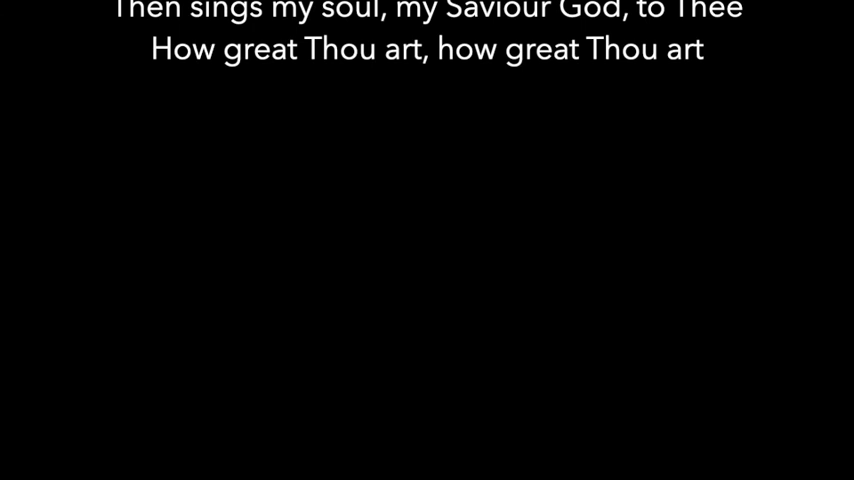 Then sings my soul, my Saviour God, to Thee
How great Thou art, how great Thou art